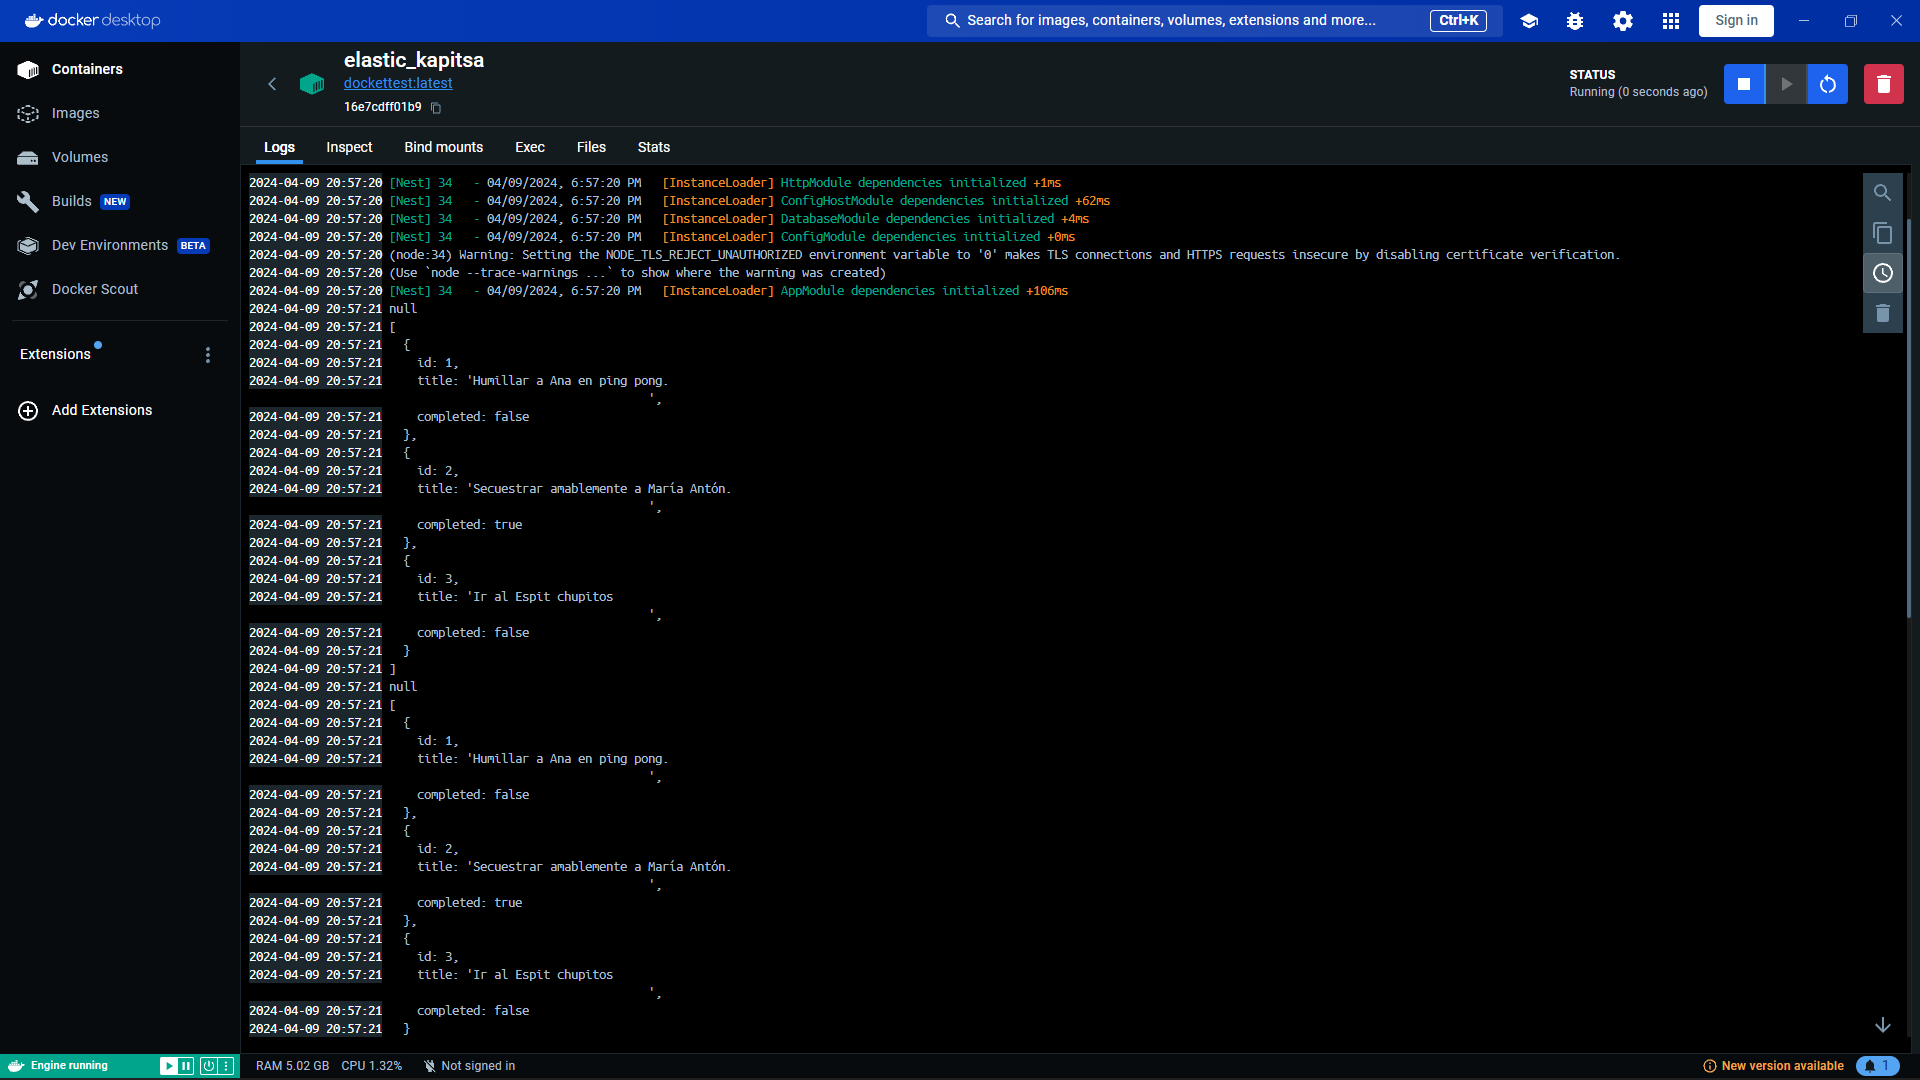 docker desktop
Search for images, containers, volumes, extensions and more...
Ctrl+K
Sign in
Containers
Images
Volumes
Builds NEW
Dev Environments BETA
Docker Scout
Extensions
Add Extensions
elastic_kapitsa
dockettest:latest
16e7cdff01b9
STATUS
Running (0 seconds ago)
Logs Inspect Bind mounts Exec Files Stats
2024-04-09 20:57:20 [Nest] 34 - 04/09/2024, 6:57:20 PM [InstanceLoader] HttpModule dependencies initialized +1ms
2024-04-09 20:57:20 [Nest] 34 - 04/09/2024, 6:57:20 PM [InstanceLoader] ConfigHostModule dependencies initialized +62ms
2024-04-09 20:57:20 [Nest] 34 - 04/09/2024, 6:57:20 PM [InstanceLoader] DatabaseModule dependencies initialized +4ms
2024-04-09 20:57:20 [Nest] 34 - 04/09/2024, 6:57:20 PM [InstanceLoader] ConfigModule dependencies initialized +0ms
2024-04-09 20:57:20 (node:34) Warning: Setting the NODE_TLS_REJECT_UNAUTHORIZED environment variable to '0' makes TLS connections and HTTPS requests insecure by disabling certificate verification.
2024-04-09 20:57:20 (Use `node --trace-warnings ...` to show where the warning was created)
2024-04-09 20:57:20 [Nest] 34 - 04/09/2024, 6:57:20 PM [InstanceLoader] AppModule dependencies initialized +106ms
2024-04-09 20:57:21 null
2024-04-09 20:57:21 [
2024-04-09 20:57:21 {
2024-04-09 20:57:21 id: 1,
2024-04-09 20:57:21 title: 'Humillar a Ana en ping pong.
',
2024-04-09 20:57:21 completed: false
2024-04-09 20:57:21 },
2024-04-09 20:57:21 {
2024-04-09 20:57:21 id: 2,
2024-04-09 20:57:21 title: 'Secuestrar amablemente a María Antón.
',
2024-04-09 20:57:21 completed: true
2024-04-09 20:57:21 },
2024-04-09 20:57:21 {
2024-04-09 20:57:21 id: 3,
2024-04-09 20:57:21 title: 'Ir al Espit chupitos
',
2024-04-09 20:57:21 completed: false
2024-04-09 20:57:21 }
2024-04-09 20:57:21 ]
2024-04-09 20:57:21 null
2024-04-09 20:57:21 [
2024-04-09 20:57:21 {
2024-04-09 20:57:21 id: 1,
2024-04-09 20:57:21 title: 'Humillar a Ana en ping pong.
',
2024-04-09 20:57:21 completed: false
2024-04-09 20:57:21 },
2024-04-09 20:57:21 {
2024-04-09 20:57:21 id: 2,
2024-04-09 20:57:21 title: 'Secuestrar amablemente a María Antón.
',
2024-04-09 20:57:21 completed: true
2024-04-09 20:57:21 },
2024-04-09 20:57:21 {
2024-04-09 20:57:21 id: 3,
2024-04-09 20:57:21 title: 'Ir al Espit chupitos
',
2024-04-09 20:57:21 completed: false
2024-04-09 20:57:21 }
Engine running
RAM 5.02 GB CPU 1.32% Not signed in
New version available 1